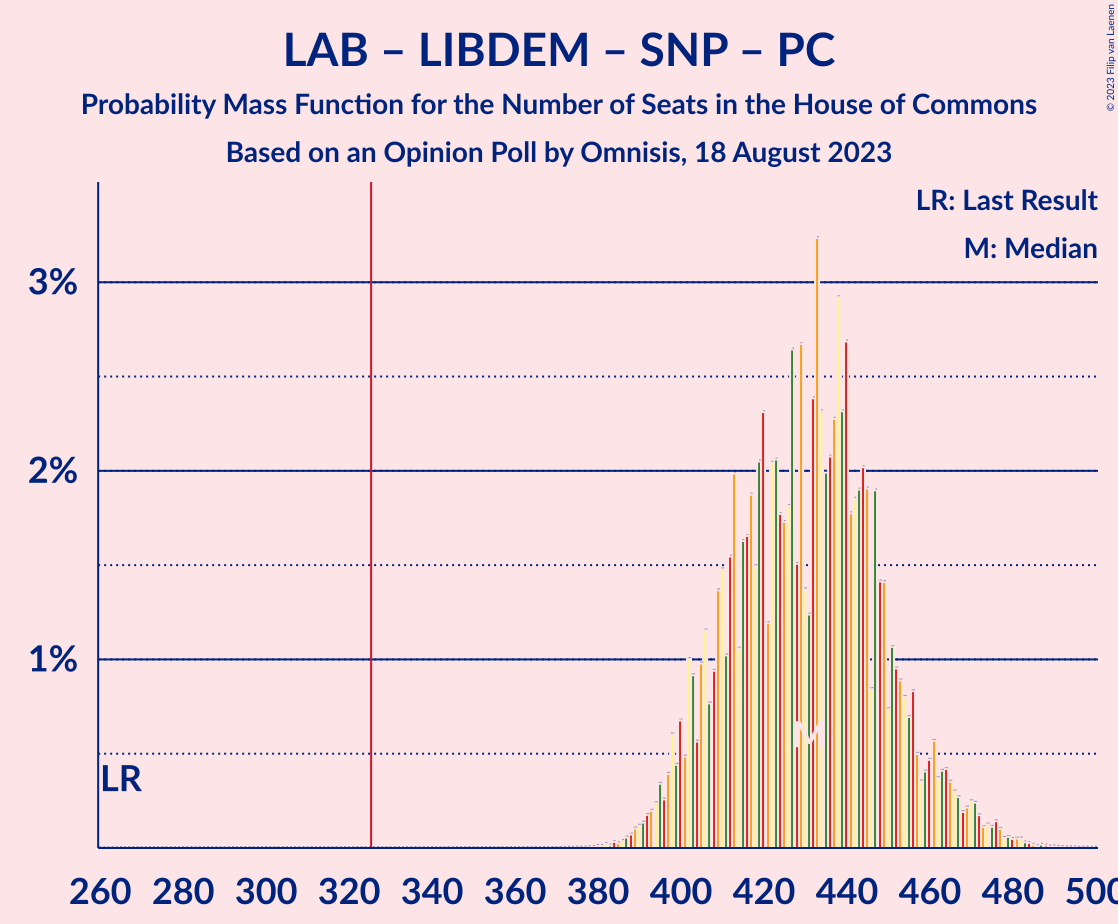 LAB – LIBDEM – SNP – PC
Probability Mass Function for the Number of Seats in the House of Commons
Based on an Opinion Poll by Omnisis, 18 August 2023
© 2023 Filip van Laenen
LR: Last Result
M: Median
3%
2%
1%
LR
M
260 280 300 320 340 360 380 400 420 440 460 480 500